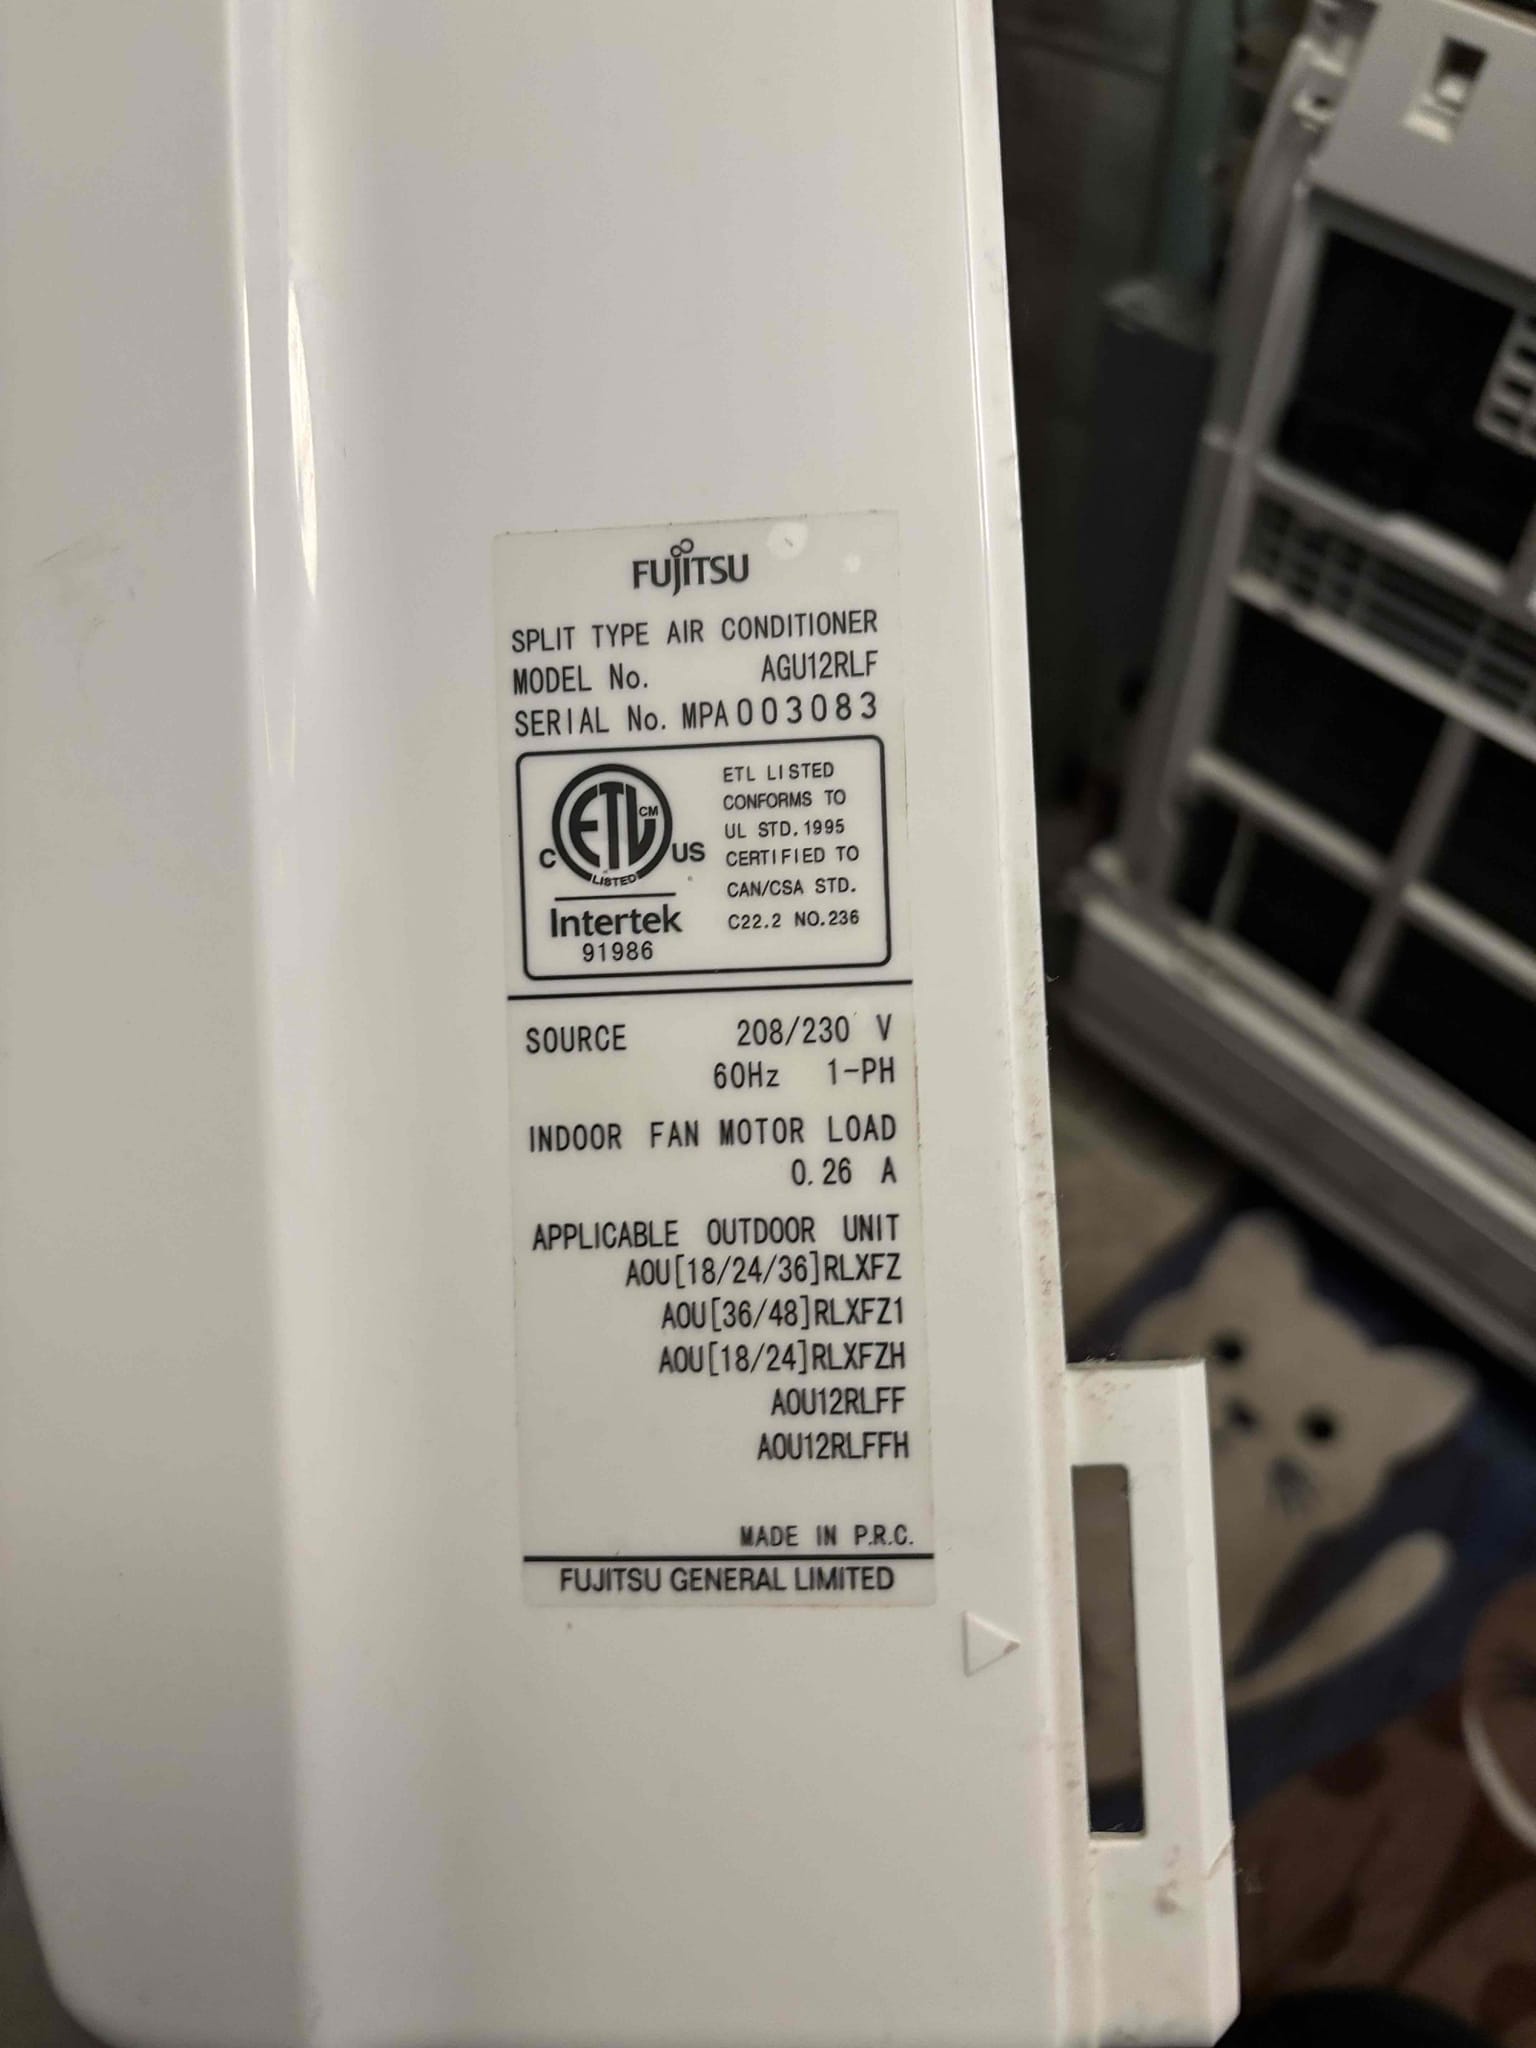 FUJITSU
SPLIT TYPE AIR CONDITIONER
MODEL No. AGU12RLF
SERIAL No. MPA003083
ETL CM
C US
LISTED
Intertek
91986
ETL LISTED
CONFORMS TO
UL STD. 1995
CERTIFIED TO
CAN/CSA STD.
C22.2 NO.236
SOURCE 208/230 V
60Hz 1-PH
INDOOR FAN MOTOR LOAD
0.26 A
APPLICABLE OUTDOOR UNIT
AOU[18/24/36]RLXFZ
AOU[36/48]RLXFZ1
AOU[18/24]RLXFZH
AOU12RLFF
AOU12RLFFH
MADE IN P.R.C.
FUJITSU GENERAL LIMITED